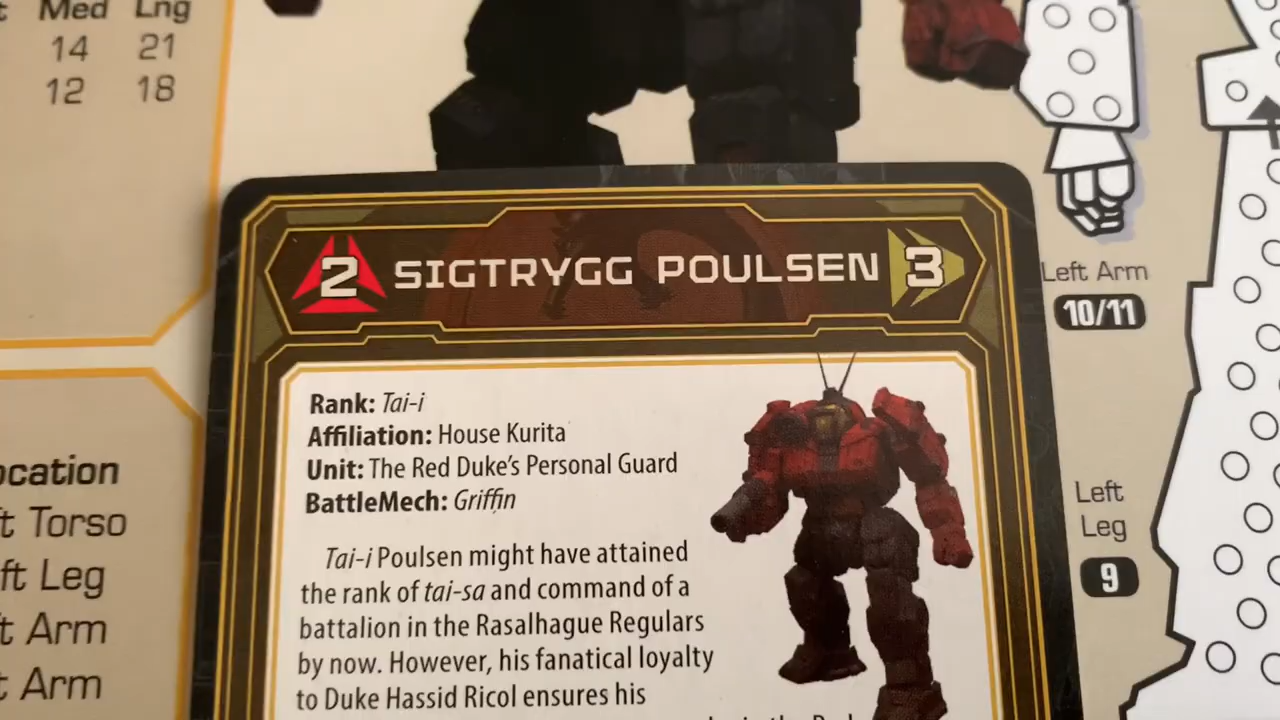 Med Lng
14 21
12 18
2 SIGTRYGG POULSEN 3
Rank: Tai-i
Affiliation: House Kurita
Unit: The Red Duke's Personal Guard
BattleMech: Griffin
Tai-i Poulsen might have attained
the rank of tai-sa and command of a
battalion in the Rasalhague Regulars
by now. However, his fanatical loyalty
to Duke Hassid Ricol ensures his
Left Arm
10/11
Left
Leg
9
ocation
ft Torso
ft Leg
t Arm
t Arm